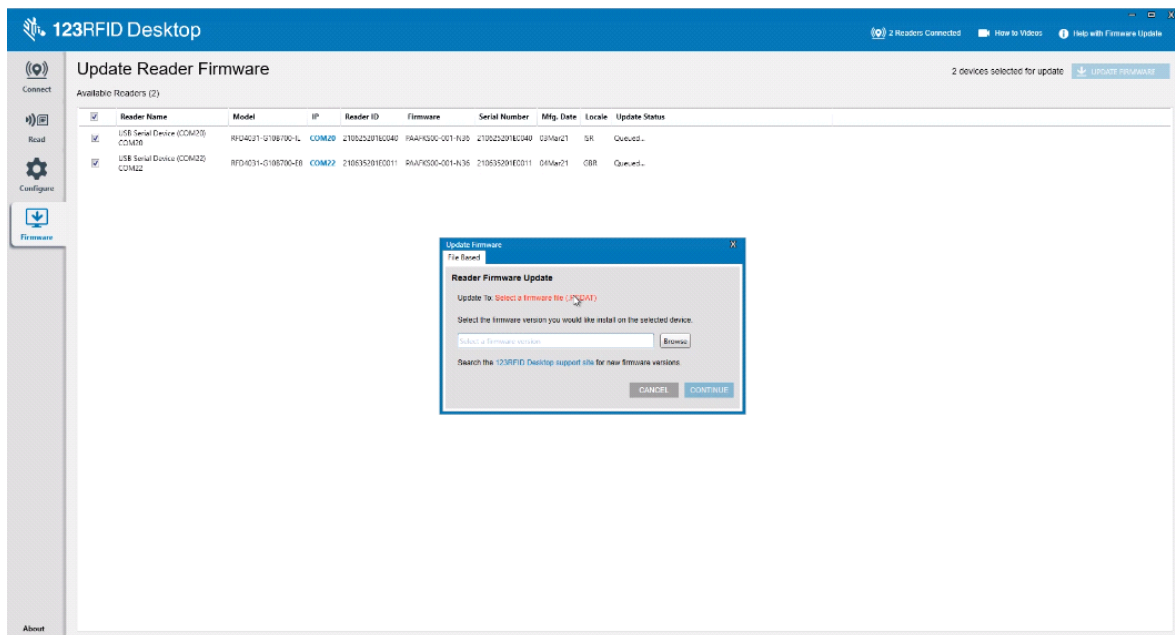 123RFID Desktop
2 Readers Connected
How to Videos
Help with Firmware Update
Connect
Read
Configure
Firmware
About
Update Reader Firmware
2 devices selected for update
UPDATE FIRMWARE
Available Readers (2)
Reader Name Model IP Reader ID Firmware Serial Number Mfg. Date Locale Update Status
USB Serial Device (COM20) COM20 03Mar21 ISR Queued...
COM20
USB Serial Device (COM22) COM22 04Mar21 GBR Queued...
COM22
Update Firmware X
File Based
Reader Firmware Update
Update To: Select a firmware file
Select the firmware version you would like install on the selected device.
Select a firmware version
Browse
Search the 123RFID Desktop support site for new firmware versions.
CANCEL CONTINUE